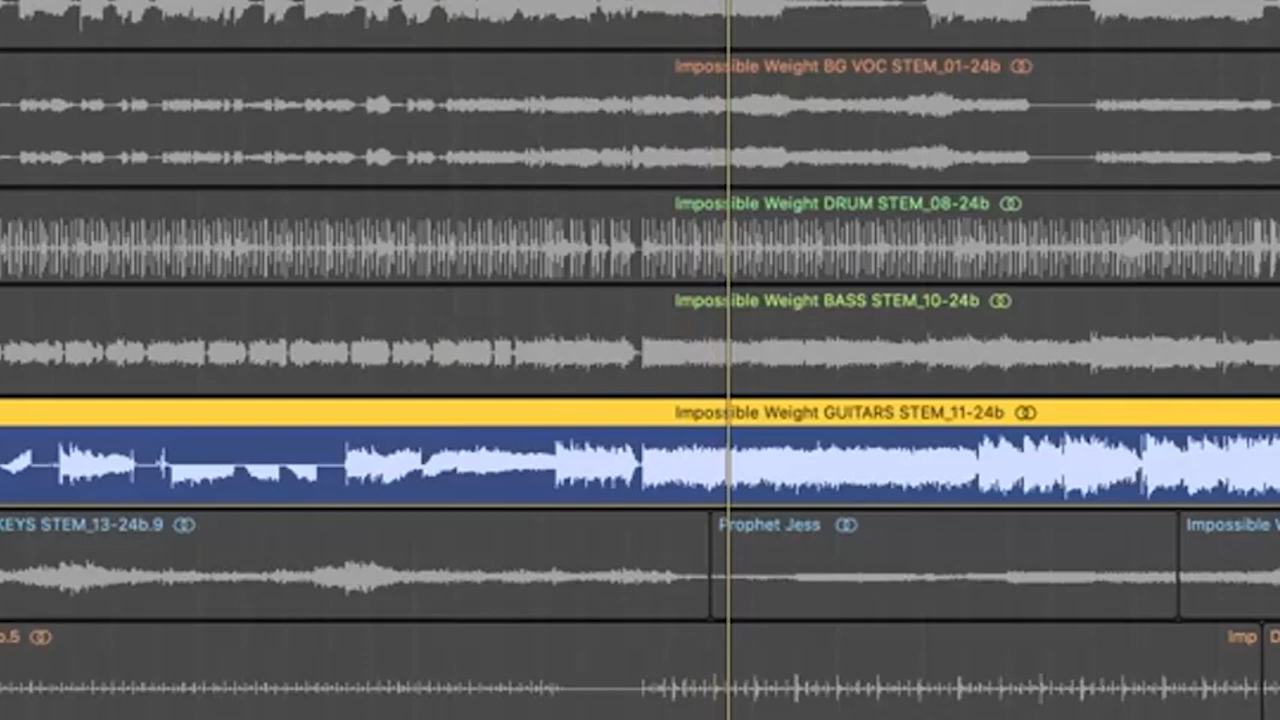 Impossible Weight BG VOC STEM_01-24b
Impossible Weight DRUM STEM_08-24b
Impossible Weight BASS STEM_10-24b
Impossible Weight GUITARS STEM_11-24b
KEYS STEM_13-24b.9 Prophet Jess Impossible
.5 Imp